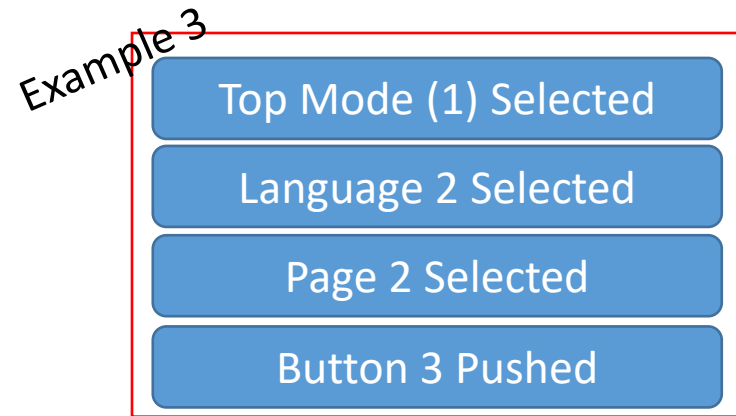 Example 3
Top Mode (1) Selected
Language 2 Selected
Page 2 Selected
Button 3 Pushed